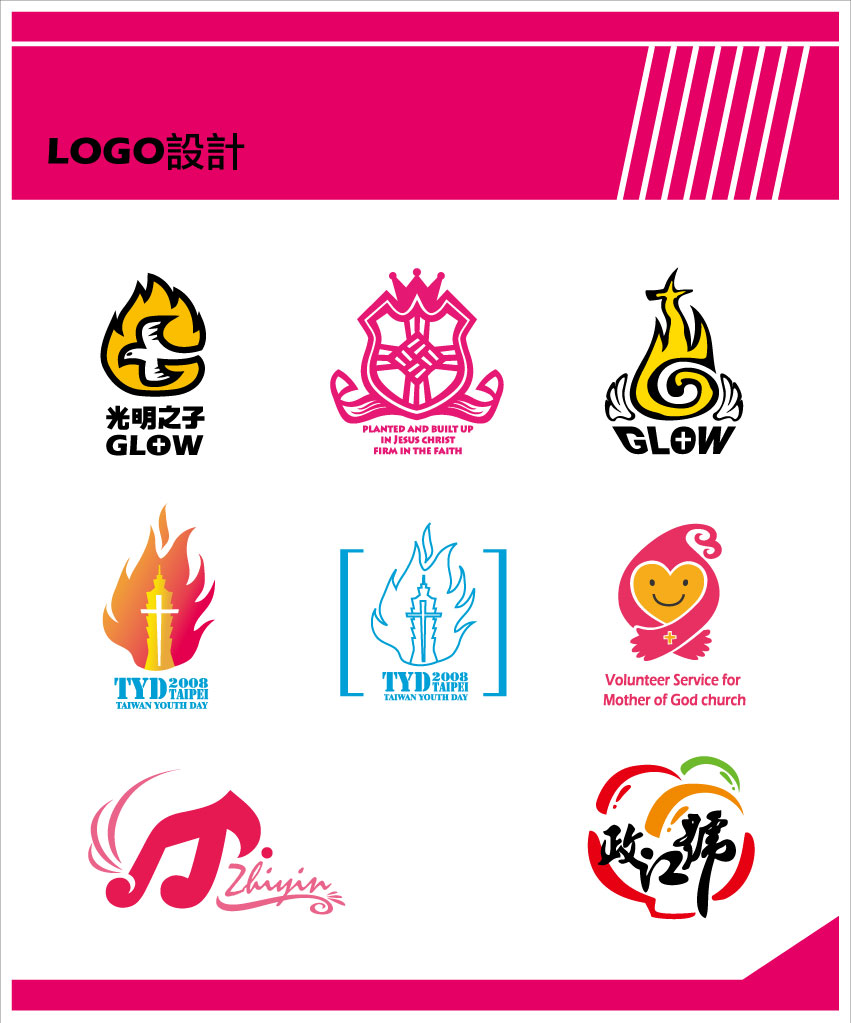 LOGO設計
光明之子
GLOW
PLANTED AND BUILT UP
IN JESUS CHRIST
FIRM IN THE FAITH
GLOW
TYD 2008
TAIPEI
TAIWAN YOUTH DAY
TYD 2008
TAIPEI
TAIWAN YOUTH DAY
Volunteer Service for
Mother of God church
Zhiyin
政江號